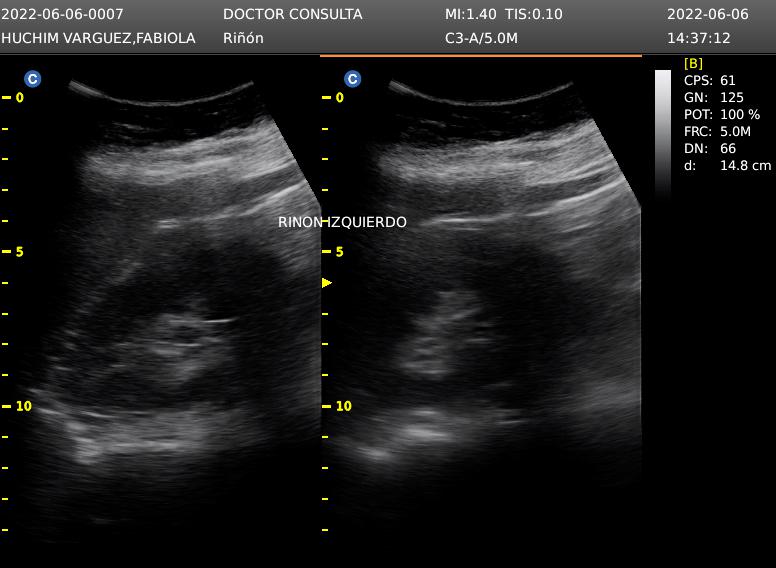 2022-06-06-0007 DOCTOR CONSULTA MI:1.40 TIS:0.10 2022-06-06
HUCHIM VARGUEZ,FABIOLA Riñón C3-A/5.0M 14:37:12
C C
[B]
0 0
CPS: 61
GN: 125
POT: 100 %
FRC: 5.0M
DN: 66
d: 14.8 cm
RINON IZQUIERDO
5 5
10 10